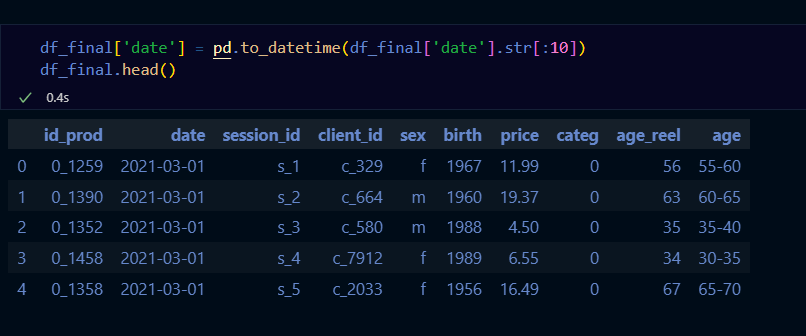 df_final['date'] = pd.to_datetime(df_final['date'].str[:10])
df_final.head()
0.4s
id_prod date session_id client_id sex birth price categ age_reel age
0 0_1259 2021-03-01 s_1 c_329 f 1967 11.99 0 56 55-60
1 0_1390 2021-03-01 s_2 c_664 m 1960 19.37 0 63 60-65
2 0_1352 2021-03-01 s_3 c_580 m 1988 4.50 0 35 35-40
3 0_1458 2021-03-01 s_4 c_7912 f 1989 6.55 0 34 30-35
4 0_1358 2021-03-01 s_5 c_2033 f 1956 16.49 0 67 65-70